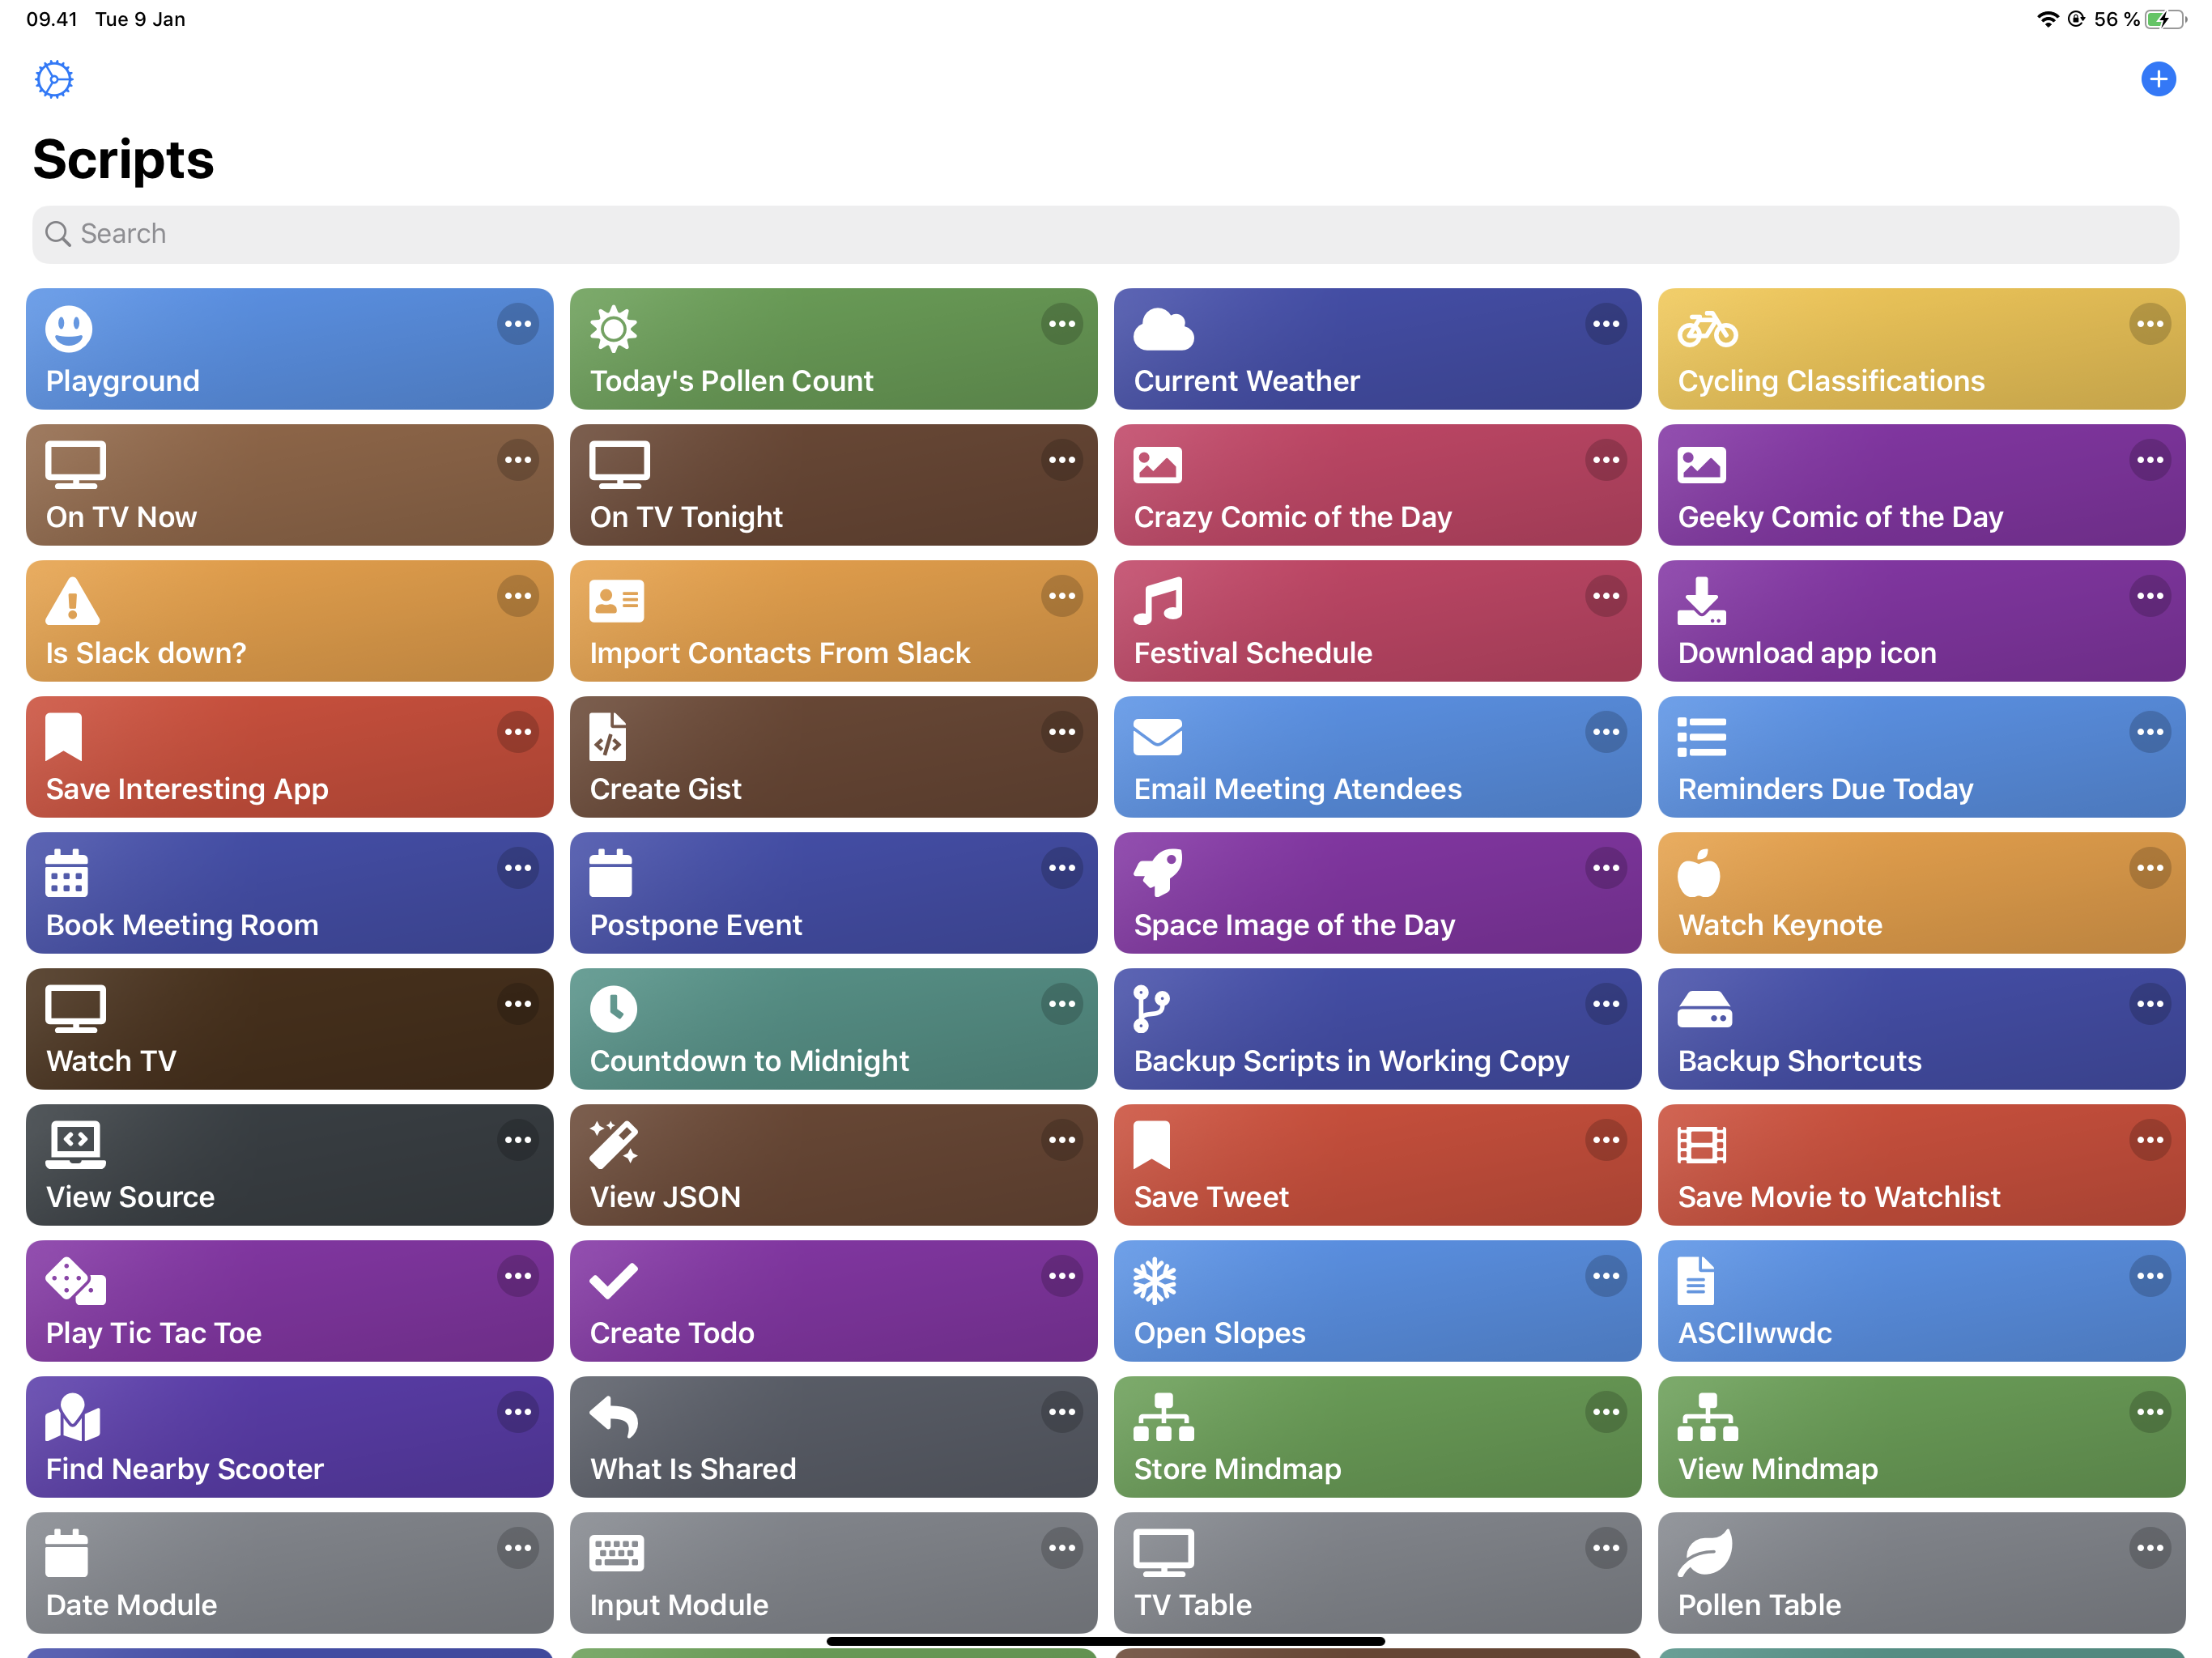 09.41 Tue 9 Jan
56 %
Scripts
Search
Playground
Today's Pollen Count
Current Weather
Cycling Classifications
On TV Now
On TV Tonight
Crazy Comic of the Day
Geeky Comic of the Day
Is Slack down?
Import Contacts From Slack
Festival Schedule
Download app icon
Save Interesting App
Create Gist
Email Meeting Atendees
Reminders Due Today
Book Meeting Room
Postpone Event
Space Image of the Day
Watch Keynote
Watch TV
Countdown to Midnight
Backup Scripts in Working Copy
Backup Shortcuts
View Source
View JSON
Save Tweet
Save Movie to Watchlist
Play Tic Tac Toe
Create Todo
Open Slopes
ASCIIwwdc
Find Nearby Scooter
What Is Shared
Store Mindmap
View Mindmap
Date Module
Input Module
TV Table
Pollen Table